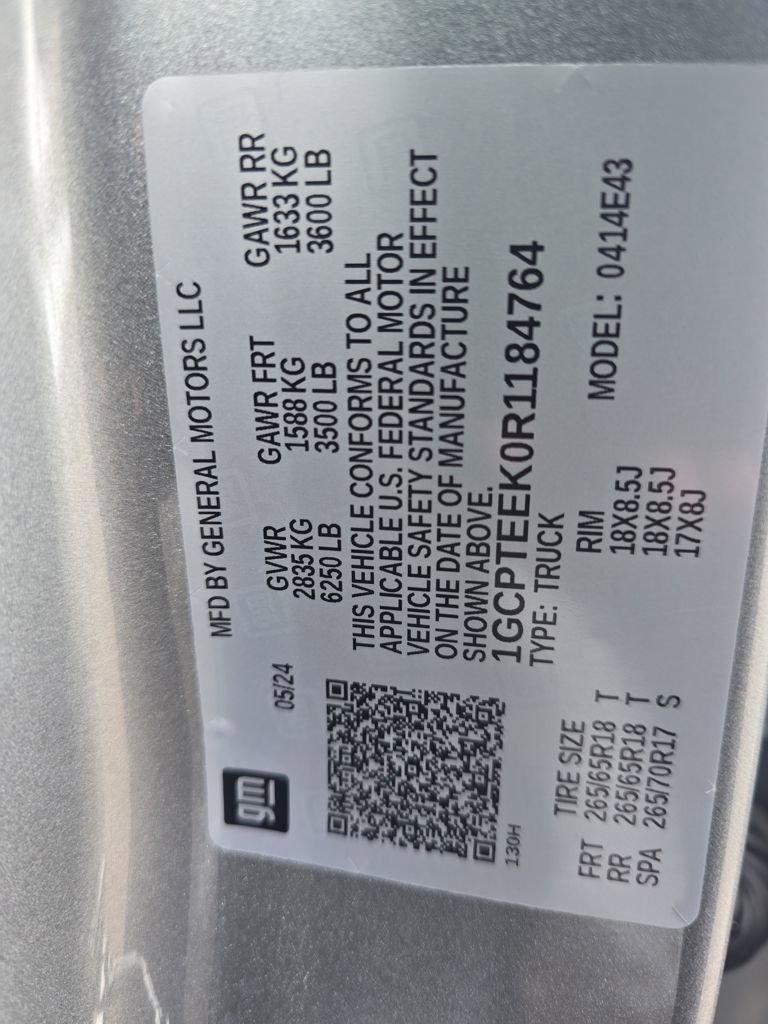 MFD BY GENERAL MOTORS LLC
gm
05/24
GVWR GAWR FRT GAWR RR
2835 KG 1588 KG 1633 KG
6250 LB 3500 LB 3600 LB
THIS VEHICLE CONFORMS TO ALL
APPLICABLE U.S. FEDERAL MOTOR
VEHICLE SAFETY STANDARDS IN EFFECT
ON THE DATE OF MANUFACTURE
SHOWN ABOVE.
1GCPTEEK0R1184764
130H
TYPE: TRUCK
MODEL: 0414E43
TIRE SIZE RIM
FRT 265/65R18 T 18X8.5J
RR 265/65R18 T 18X8.5J
SPA 265/70R17 S 17X8J